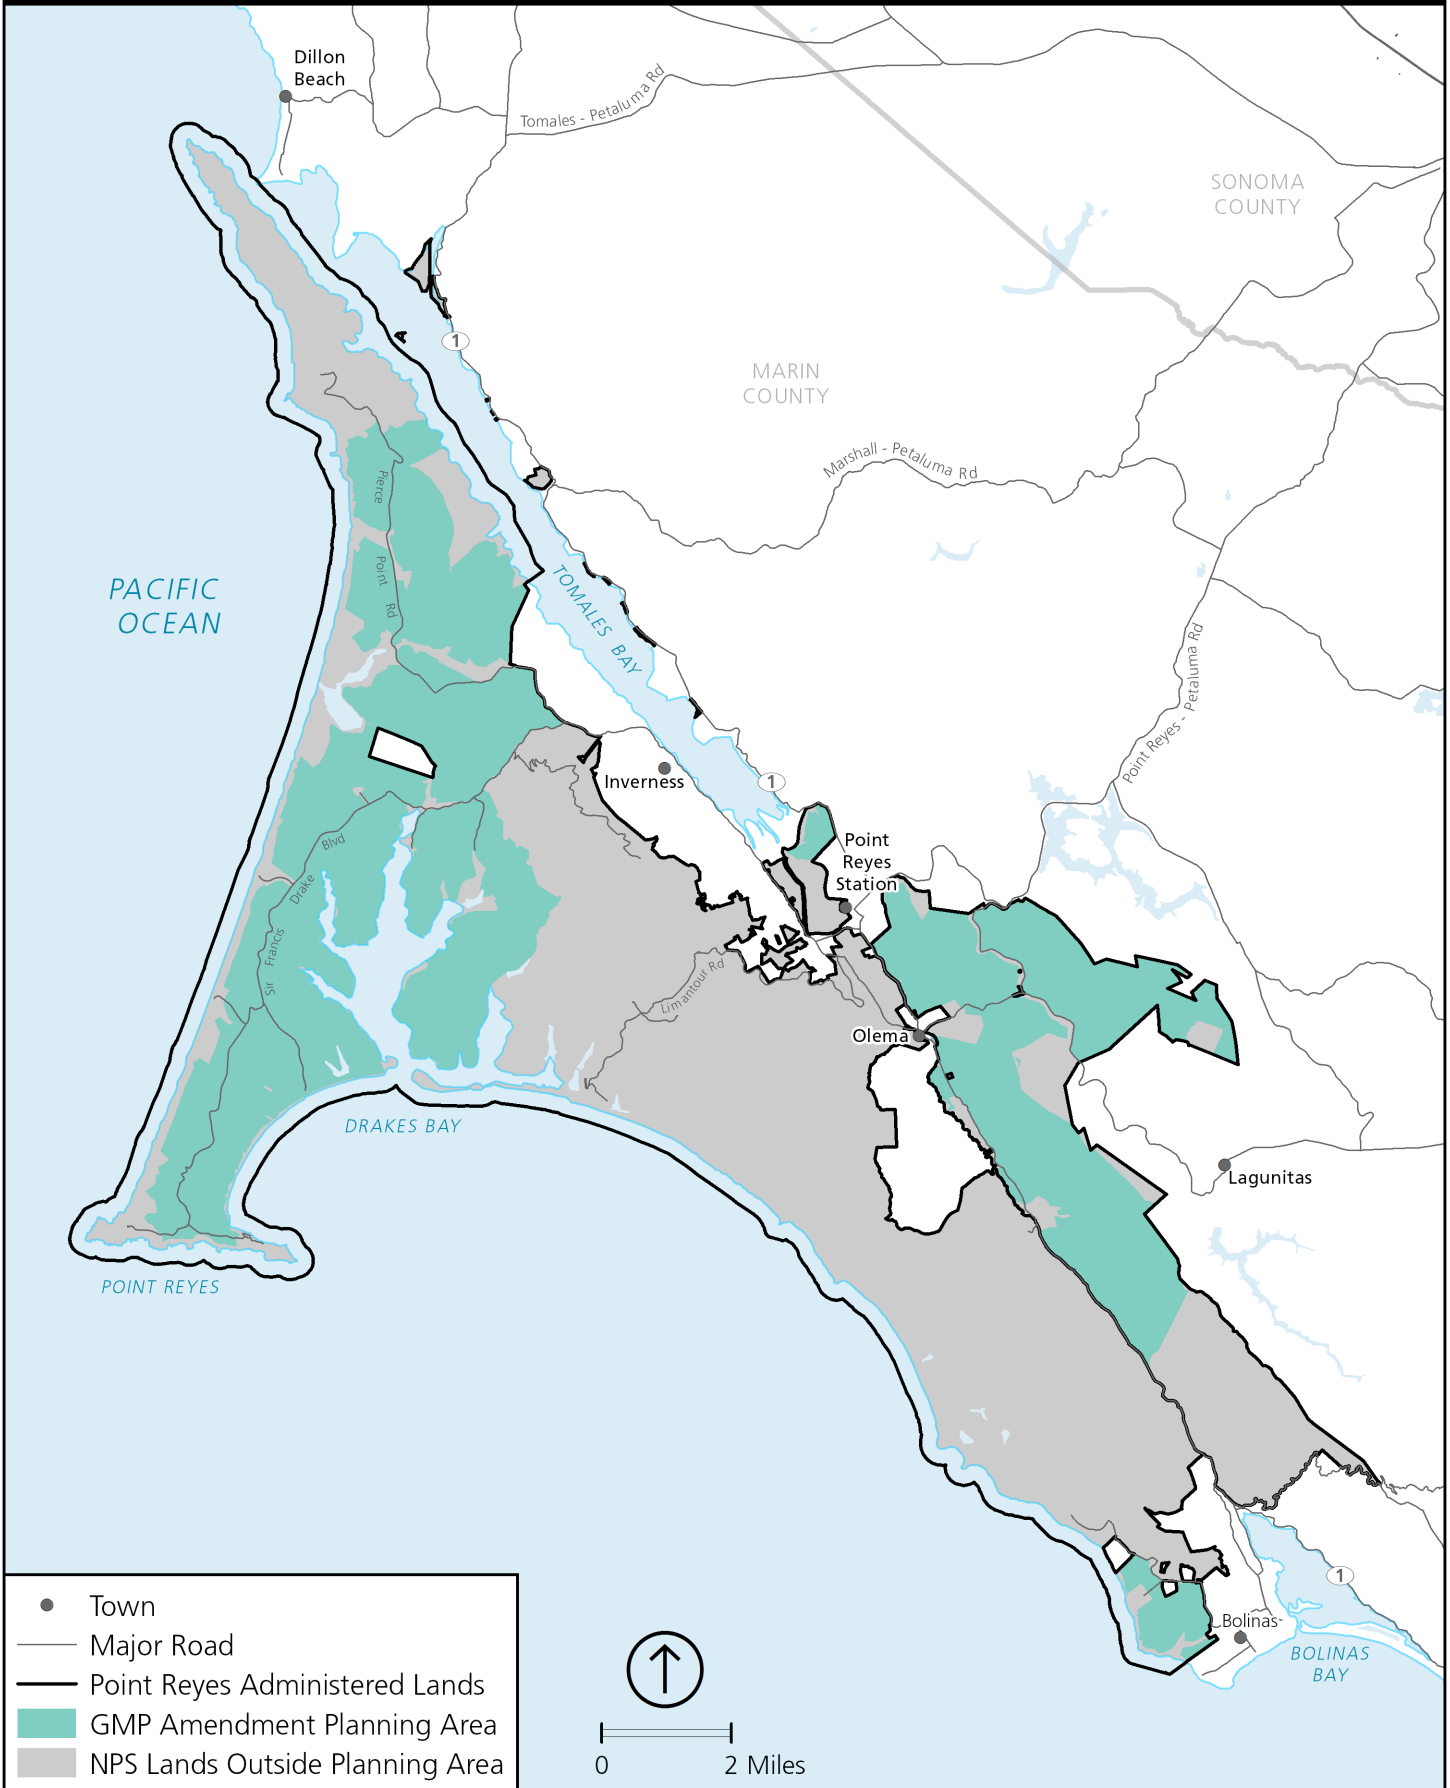 Dillon
Beach
Tomales - Petaluma Rd
SONOMA
COUNTY
1
MARIN
COUNTY
Marshall - Petaluma Rd
Pierce
Point
Rd
PACIFIC
OCEAN
TOMALES BAY
Point Reyes - Petaluma Rd
Inverness
1
Point
Reyes
Station
Blvd
Drake
Francis
Sir
Limantour Rd
Olema
DRAKES BAY
Lagunitas
POINT REYES
1
Bolinas
BOLINAS
BAY
Town
Major Road
Point Reyes Administered Lands
GMP Amendment Planning Area
NPS Lands Outside Planning Area
0 2 Miles